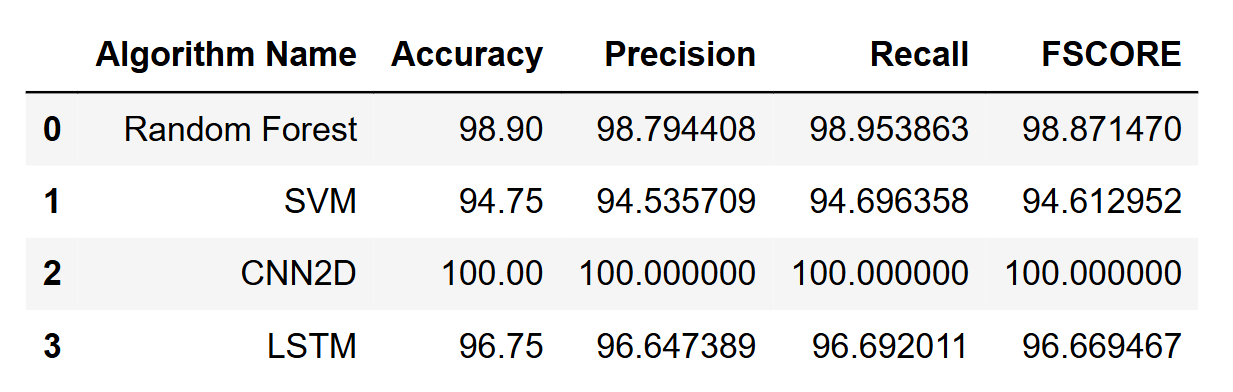 Algorithm Name Accuracy Precision Recall FSCORE
0 Random Forest 98.90 98.794408 98.953863 98.871470
1 SVM 94.75 94.535709 94.696358 94.612952
2 CNN2D 100.00 100.000000 100.000000 100.000000
3 LSTM 96.75 96.647389 96.692011 96.669467